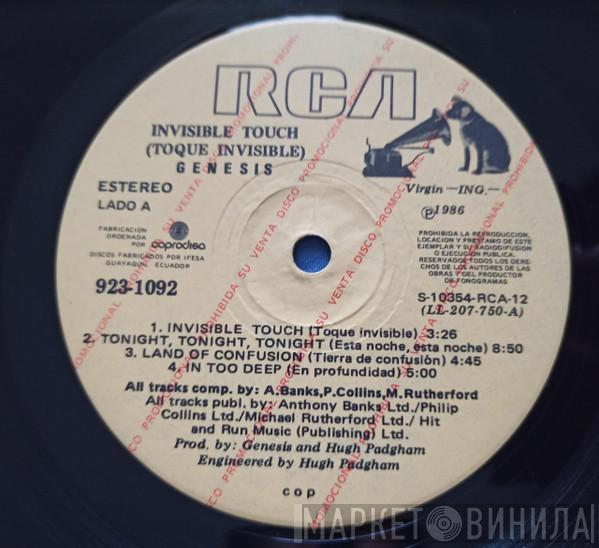 RCA
INVISIBLE TOUCH
(TOQUE INVISIBLE)
GENESIS
ESTEREO
LADO A
FABRICACION
ORDENADA
POR caprodisa
DISCOS FABRICADOS POR IFESA
GUAYAQUIL ECUADOR
923-1092
Virgin —ING.—
℗1986
PROHIBIDA LA REPRODUCCION,
LOCACION Y PRESTAMO DE ESTE
EJEMPLAR Y SU RADIODIFUSION
O EJECUCION PUBLICA.
RESERVADOS TODOS LOS DERE-
CHOS DE LOS AUTORES DE LAS
OBRAS Y DEL PRODUCTOR
DE FONOGRAMAS
S-10354-RCA-12
(LL-207-750-A)
1. INVISIBLE TOUCH (Toque invisible) 3:26
2. TONIGHT, TONIGHT, TONIGHT (Esta noche, esta noche) 8:50
3. LAND OF CONFUSION (Tierra de confusión) 4:45
4. IN TOO DEEP (En profundidad) 5:00
All tracks comp. by: A.Banks,P.Collins,M.Rutherford
All tracks publ. by: Anthony Banks Ltd./Philip
Collins Ltd./Michael Rutherford Ltd./ Hit
and Run Music (Publishing) Ltd.
Prod. by: Genesis and Hugh Padgham
Engineered by Hugh Padgham
cop
DISCO PROMOCIONAL PROHIBIDA SU VENTA
МАРКЕТ ВИНИЛА